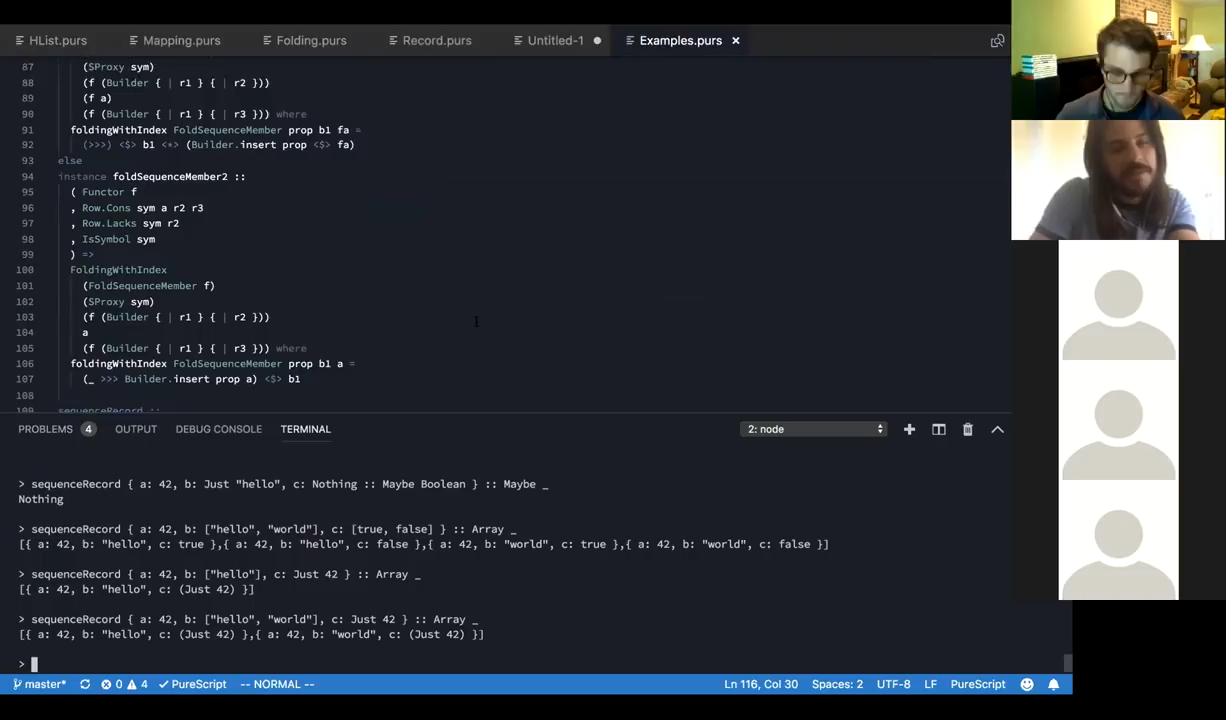 HList.purs Mapping.purs Folding.purs Record.purs Untitled-1 Examples.purs
87 (SProxy sym)
88 (f (Builder { | r1 } { | r2 }))
89 (f a)
90 (f (Builder { | r1 } { | r3 })) where
91 foldingWithIndex FoldSequenceMember prop b1 fa =
92 (>>>) <$> b1 <*> (Builder.insert prop <$> fa)
93 else
94 instance foldSequenceMember2 ::
95 ( Functor f
96 , Row.Cons sym a r2 r3
97 , Row.Lacks sym r2
98 , IsSymbol sym
99 ) =>
100 FoldingWithIndex
101 (FoldSequenceMember f)
102 (SProxy sym)
103 (f (Builder { | r1 } { | r2 }))
104 a
105 (f (Builder { | r1 } { | r3 })) where
106 foldingWithIndex FoldSequenceMember prop b1 a =
107 (_ >>> Builder.insert prop a) <$> b1
108
109 sequenceRecord ::
PROBLEMS 4 OUTPUT DEBUG CONSOLE TERMINAL 2: node
> sequenceRecord { a: 42, b: Just "hello", c: Nothing :: Maybe Boolean } :: Maybe _
Nothing
> sequenceRecord { a: 42, b: ["hello", "world"], c: [true, false] } :: Array _
[{ a: 42, b: "hello", c: true },{ a: 42, b: "hello", c: false },{ a: 42, b: "world", c: true },{ a: 42, b: "world", c: false }]
> sequenceRecord { a: 42, b: ["hello"], c: Just 42 } :: Array _
[{ a: 42, b: "hello", c: (Just 42) }]
> sequenceRecord { a: 42, b: ["hello", "world"], c: Just 42 } :: Array _
[{ a: 42, b: "hello", c: (Just 42) },{ a: 42, b: "world", c: (Just 42) }]
>
master* 0 4 PureScript -- NORMAL -- Ln 116, Col 30 Spaces: 2 UTF-8 LF PureScript